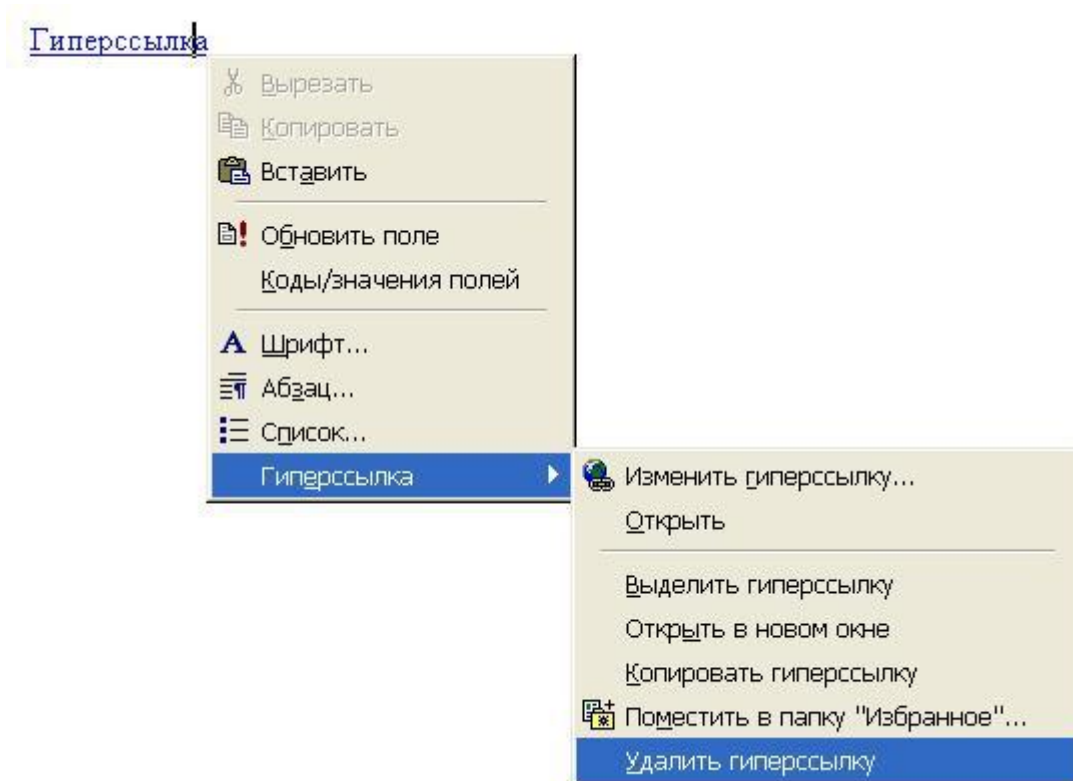 Гиперссылка
Вырезать
Копировать
Вставить
Обновить поле
Коды/значения полей
Шрифт...
Абзац...
Список...
Гиперссылка
Изменить гиперссылку...
Открыть
Выделить гиперссылку
Открыть в новом окне
Копировать гиперссылку
Поместить в папку "Избранное"...
Удалить гиперссылку